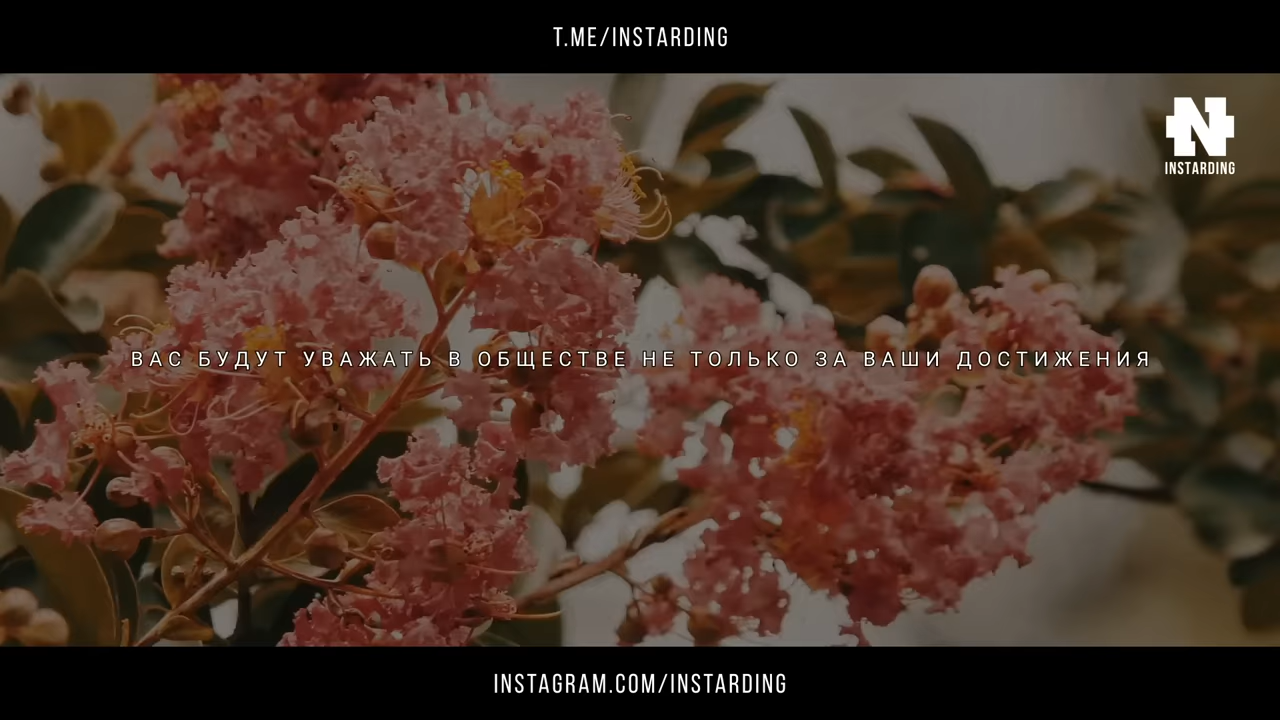 T.ME/INSTARDING
N
INSTARDING
ВАС БУДУТ УВАЖАТЬ В ОБЩЕСТВЕ НЕ ТОЛЬКО ЗА ВАШИ ДОСТИЖЕНИЯ
INSTAGRAM.COM/INSTARDING